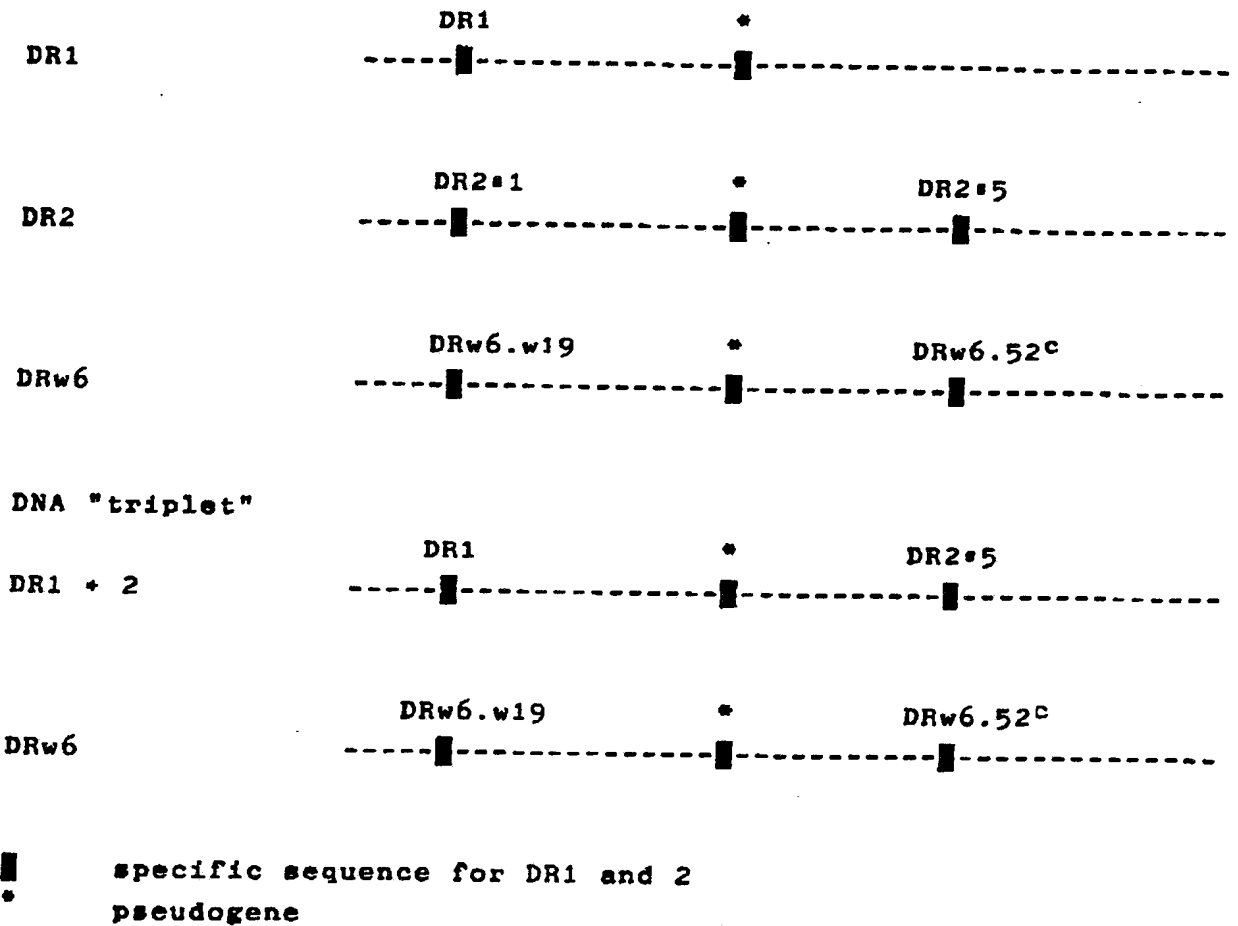 DR1 *
DR1
DR2*1 * DR2*5
DR2
DRw6.w19 * DRw6.52c
DRw6
DNA "triplet"
DR1 * DR2*5
DR1 + 2
DRw6.w19 * DRw6.52c
DRw6
specific sequence for DR1 and 2
* pseudogene